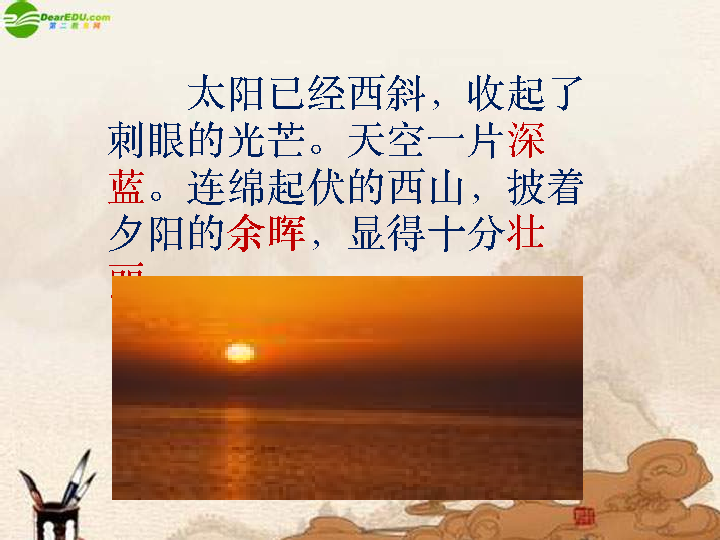 DearEDU.com
第二教育网
太阳已经西斜，收起了
刺眼的光芒。天空一片深
蓝。连绵起伏的西山，披着
夕阳的余晖，显得十分壮